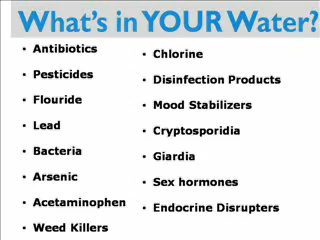 What's in YOUR Water?
• Antibiotics
• Pesticides
• Flouride
• Lead
• Bacteria
• Arsenic
• Acetaminophen
• Weed Killers
• Chlorine
• Disinfection Products
• Mood Stabilizers
• Cryptosporidia
• Giardia
• Sex hormones
• Endocrine Disrupters